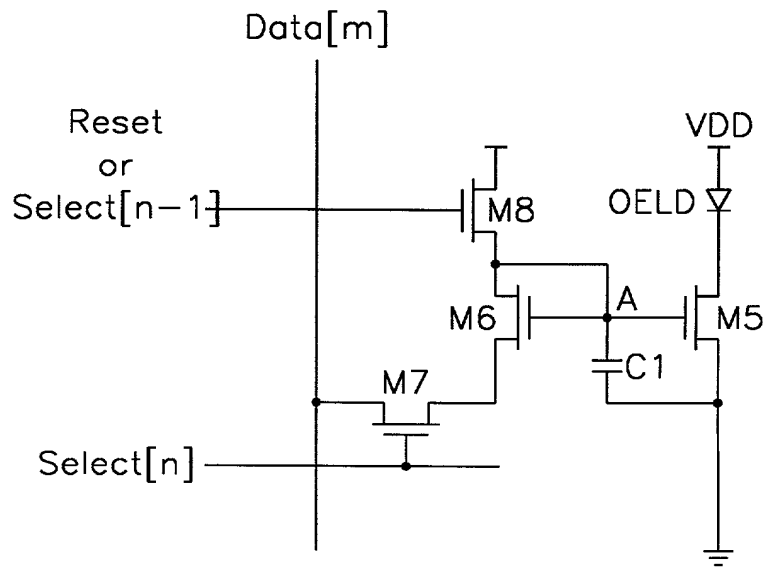 Data[m]
Reset
or
Select[n-1]
VDD
M8
OELD
M6
A
M5
C1
M7
Select[n]